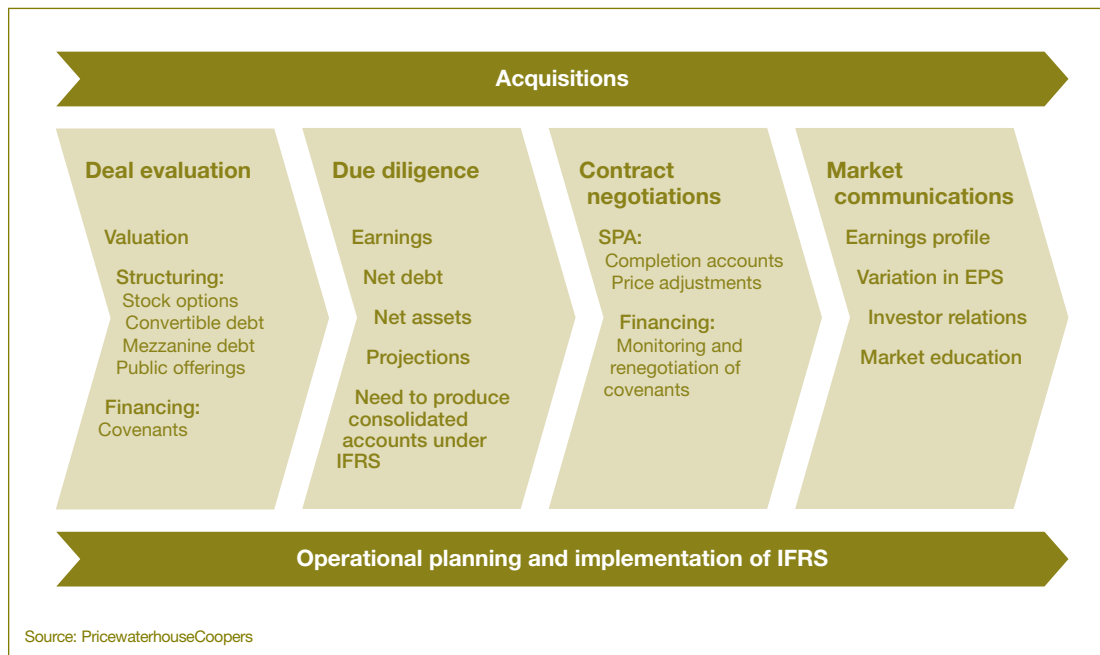 Acquisitions
Deal evaluation
Valuation
Structuring:
Stock options
Convertible debt
Mezzanine debt
Public offerings
Financing:
Covenants
Due diligence
Earnings
Net debt
Net assets
Projections
Need to produce
consolidated
accounts under
IFRS
Contract
negotiations
SPA:
Completion accounts
Price adjustments
Financing:
Monitoring and
renegotiation of
covenants
Market
communications
Earnings profile
Variation in EPS
Investor relations
Market education
Operational planning and implementation of IFRS
Source: PricewaterhouseCoopers